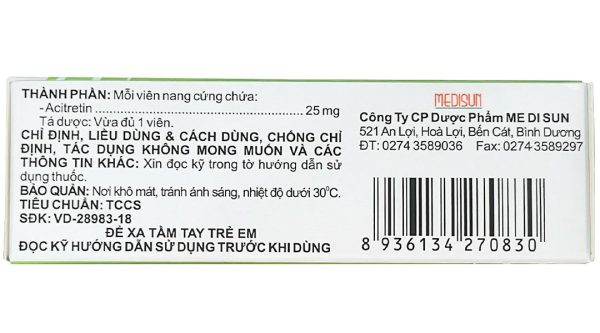 THÀNH PHẦN: Mỗi viên nang cứng chứa:
- Acitretin ........................................ 25 mg
Tá dược: Vừa đủ 1 viên.
CHỈ ĐỊNH, LIỀU DÙNG & CÁCH DÙNG, CHỐNG CHỈ
ĐỊNH, TÁC DỤNG KHÔNG MONG MUỐN VÀ CÁC
THÔNG TIN KHÁC: Xin đọc kỹ trong tờ hướng dẫn sử
dụng thuốc.
BẢO QUẢN: Nơi khô mát, tránh ánh sáng, nhiệt độ dưới 30°C.
TIÊU CHUẨN: TCCS
SĐK: VD-28983-18
ĐỂ XA TẦM TAY TRẺ EM
ĐỌC KỸ HƯỚNG DẪN SỬ DỤNG TRƯỚC KHI DÙNG
MEDISUN
Công Ty CP Dược Phẩm ME DI SUN
521 An Lợi, Hoà Lợi, Bến Cát, Bình Dương
ĐT: 0274 3589036 Fax: 0274 3589297
8 936134 270830